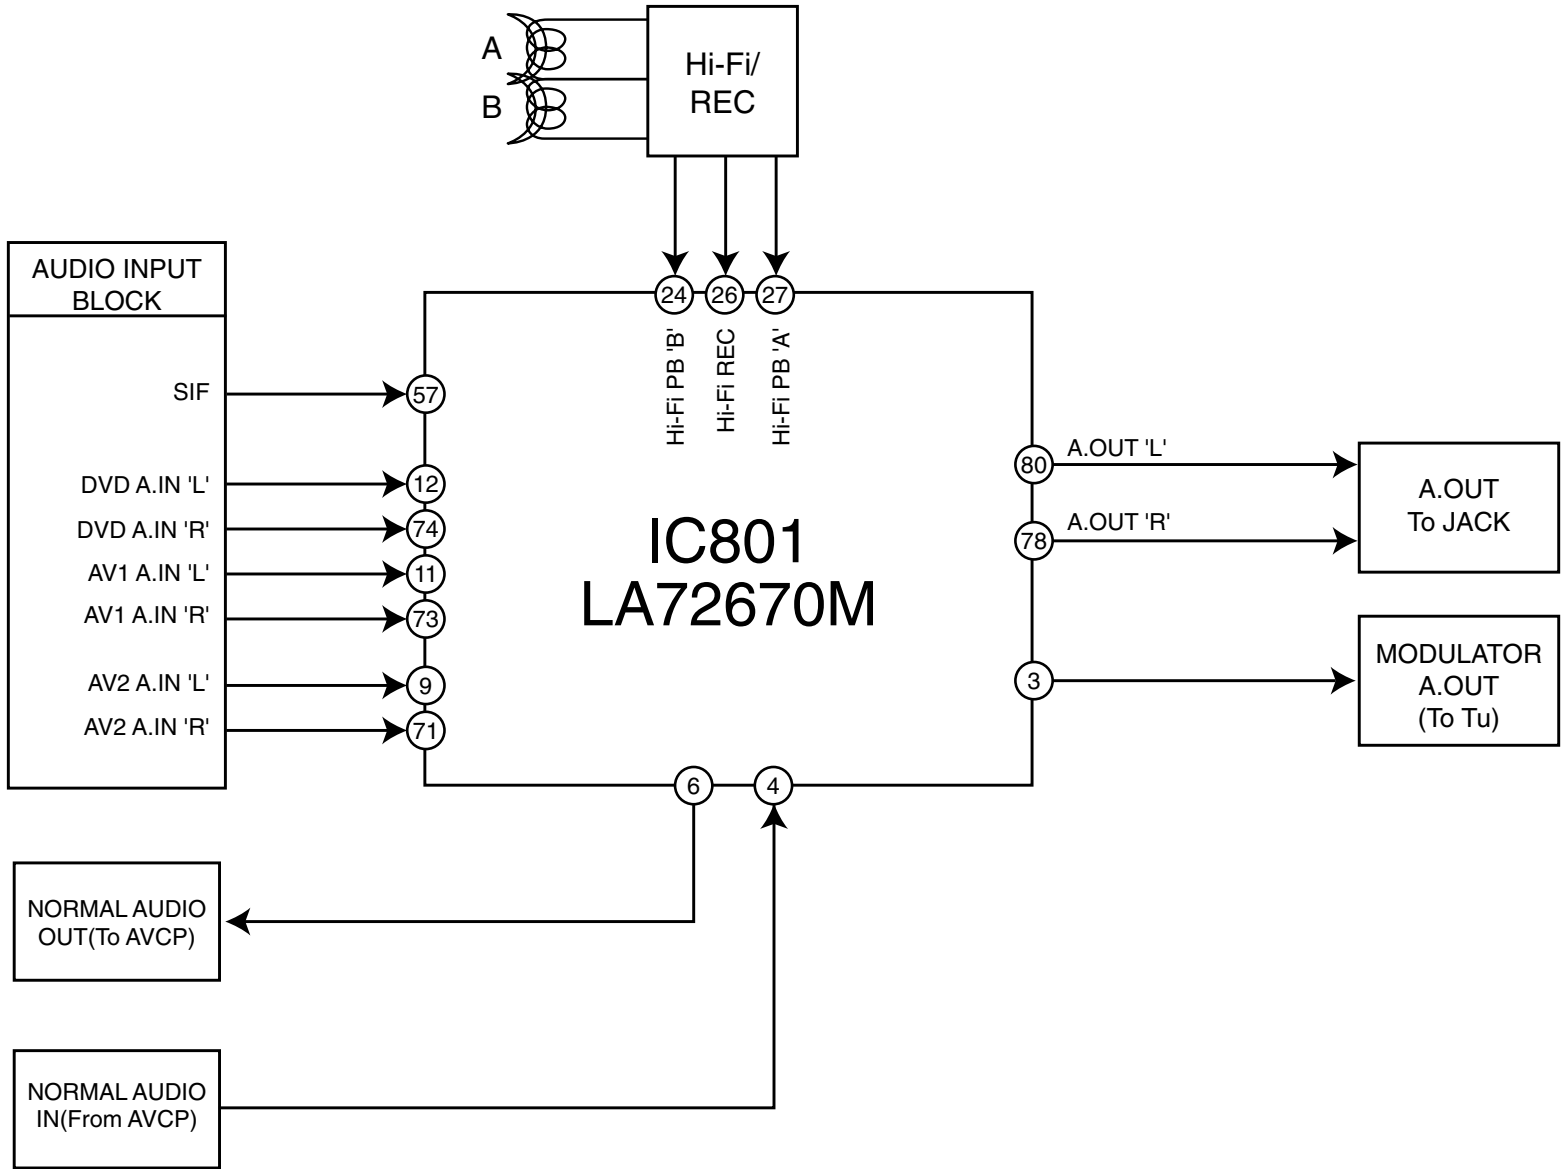 A
B
Hi-Fi/
REC
AUDIO INPUT
BLOCK
SIF
DVD A.IN 'L'
DVD A.IN 'R'
AV1 A.IN 'L'
AV1 A.IN 'R'
AV2 A.IN 'L'
AV2 A.IN 'R'
57
12
74
11
73
9
71
24
26
27
Hi-Fi PB 'B'
Hi-Fi REC
Hi-Fi PB 'A'
IC801
LA72670M
80
A.OUT 'L'
78
A.OUT 'R'
3
A.OUT
To JACK
MODULATOR
A.OUT
(To Tu)
6
4
NORMAL AUDIO
OUT(To AVCP)
NORMAL AUDIO
IN(From AVCP)